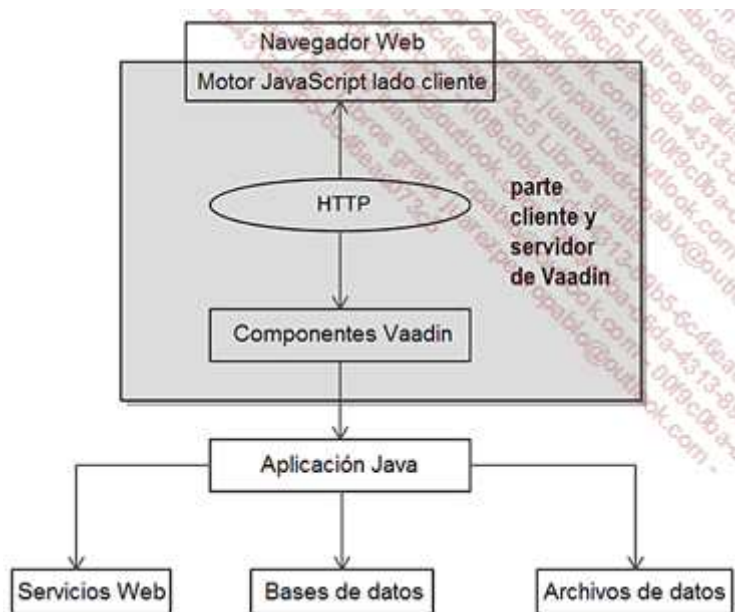 Navegador Web
Motor JavaScript lado cliente
HTTP
parte
cliente y
servidor
de Vaadin
Componentes Vaadin
Aplicación Java
Servicios Web
Bases de datos
Archivos de datos